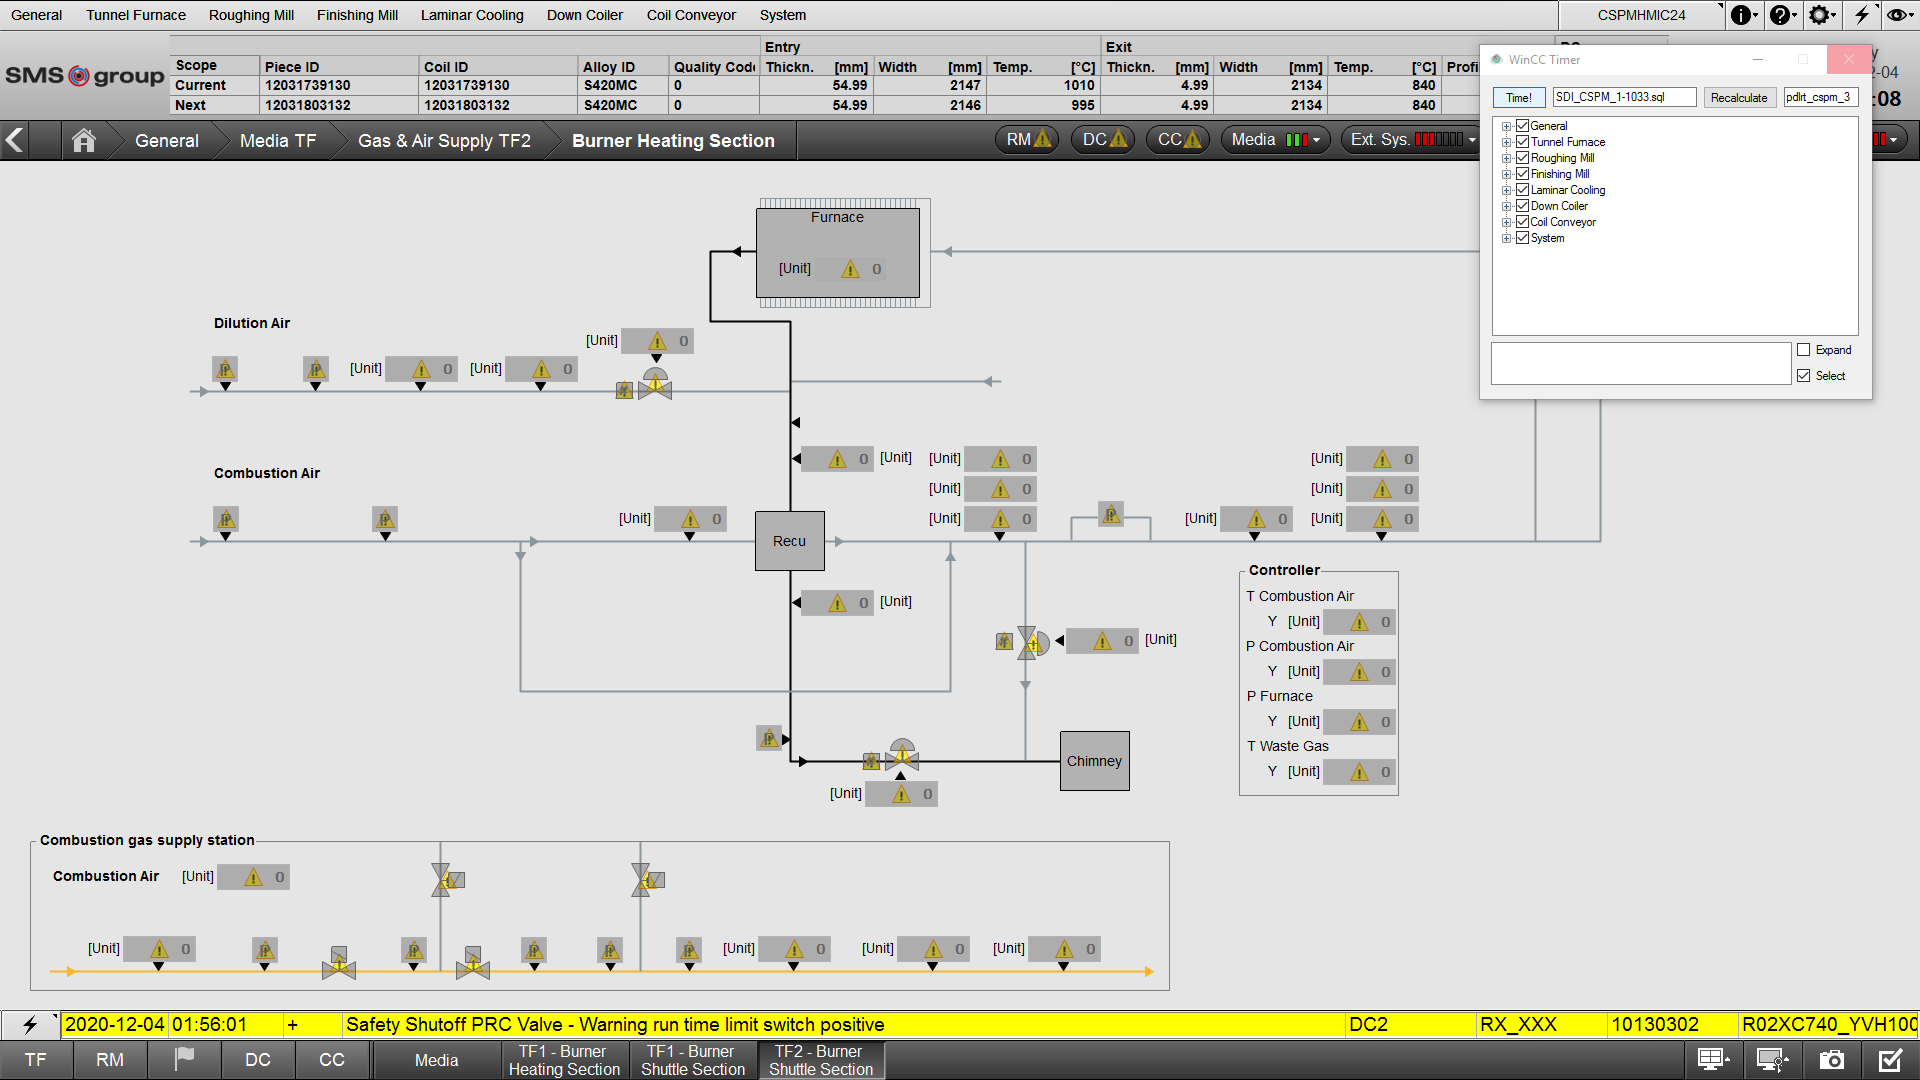 General Tunnel Furnace Roughing Mill Finishing Mill Laminar Cooling Down Coiler Coil Conveyor System CSPMHMIC24
SMS group
Entry Exit
Scope Piece ID Coil ID Alloy ID Quality Code Thickn. [mm] Width [mm] Temp. [°C] Thickn. [mm] Width [mm] Temp. [°C]
Current 12031739130 12031739130 S420MC 0 54.99 2147 1010 4.99 2134 840
Next 12031803132 12031803132 S420MC 0 54.99 2146 995 4.99 2134 840
:08
General Media TF Gas & Air Supply TF2 Burner Heating Section RM DC CC Media Ext. Sys.
WinCC Timer
Time! SDI_CSPM_1-1033.sql Recalculate pdlrt_cspm_3
General
Tunnel Furnace
Roughing Mill
Finishing Mill
Laminar Cooling
Down Coiler
Coil Conveyor
System
Expand
Select
Furnace
[Unit] 0
Dilution Air
[Unit] 0
P P [Unit] 0 [Unit] 0
Combustion Air
0 [Unit] [Unit] 0 [Unit] 0
[Unit] 0 [Unit] 0
P P [Unit] 0 [Unit] 0 P [Unit] 0 [Unit] 0
Recu
0 [Unit]
0 [Unit]
P
Chimney
[Unit] 0
Controller
T Combustion Air
Y [Unit] 0
P Combustion Air
Y [Unit] 0
P Furnace
Y [Unit] 0
T Waste Gas
Y [Unit] 0
Combustion gas supply station
Combustion Air [Unit] 0
[Unit] 0 P P P P P [Unit] 0 [Unit] 0 [Unit] 0
2020-12-04 01:56:01 + Safety Shutoff PRC Valve - Warning run time limit switch positive DC2 RX_XXX 10130302 R02XC740_YVH100
TF RM DC CC Media TF1 - Burner Heating Section TF1 - Burner Shuttle Section TF2 - Burner Shuttle Section